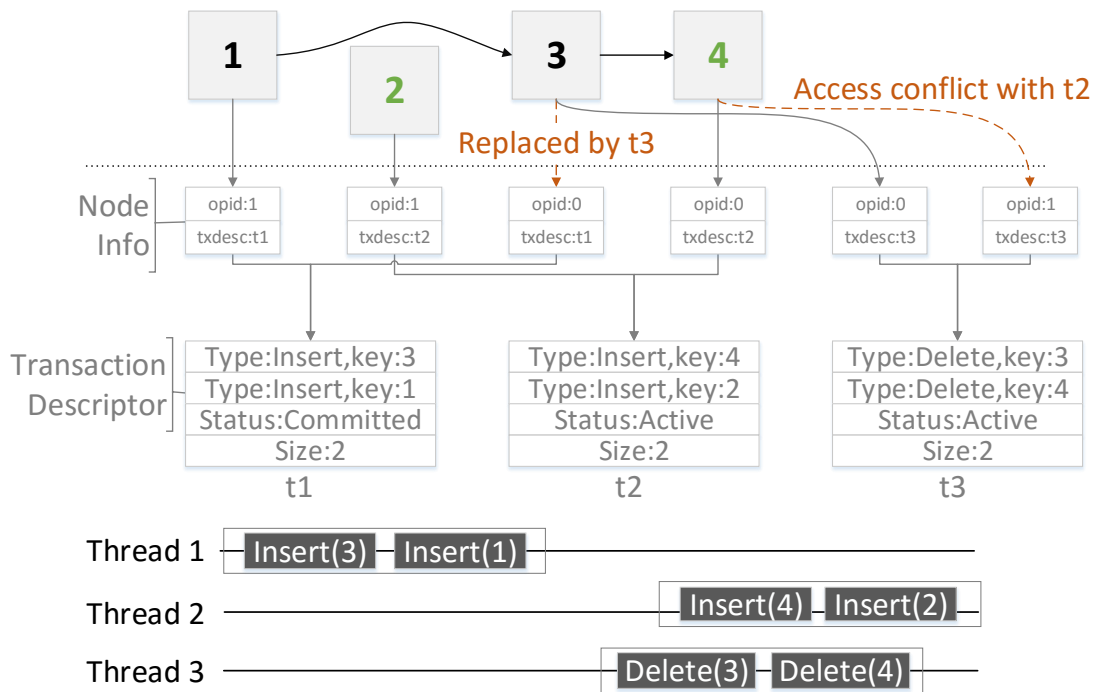 1
2
3
4
Access conflict with t2
Replaced by t3
Node
Info
opid:1
txdesc:t1
opid:1
txdesc:t2
opid:0
txdesc:t1
opid:0
txdesc:t2
opid:0
txdesc:t3
opid:1
txdesc:t3
Transaction
Descriptor
Type:Insert,key:3
Type:Insert,key:1
Status:Committed
Size:2
t1
Type:Insert,key:4
Type:Insert,key:2
Status:Active
Size:2
t2
Type:Delete,key:3
Type:Delete,key:4
Status:Active
Size:2
t3
Thread 1 Insert(3) Insert(1)
Thread 2 Insert(4) Insert(2)
Thread 3 Delete(3) Delete(4)